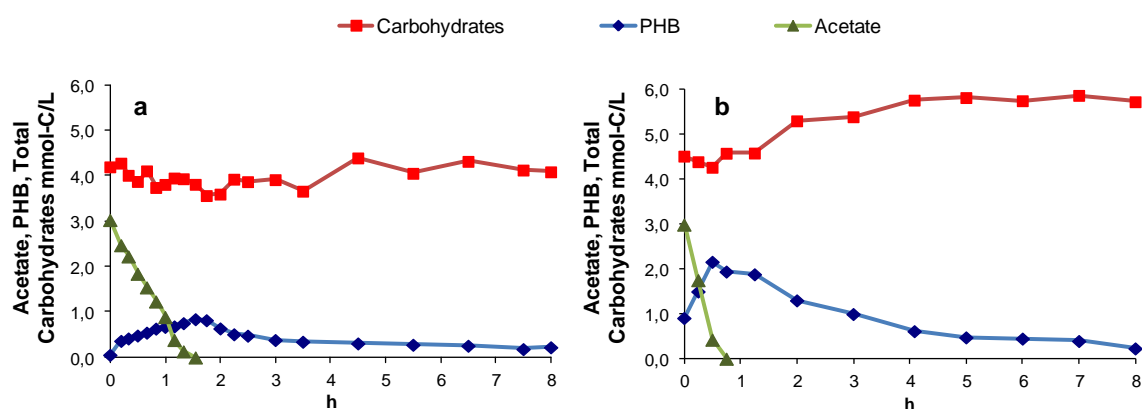 Carbohydrates PHB Acetate
a
Acetate, PHB, Total
Carbohydrates mmol-C/L
6,0
5,0
4,0
3,0
2,0
1,0
0,0
0 1 2 3 4 5 6 7 8
h
b
Acetate, PHB, Total
Carbohydrates mmol-C/L
6,0
5,0
4,0
3,0
2,0
1,0
0,0
0 1 2 3 4 5 6 7 8
h